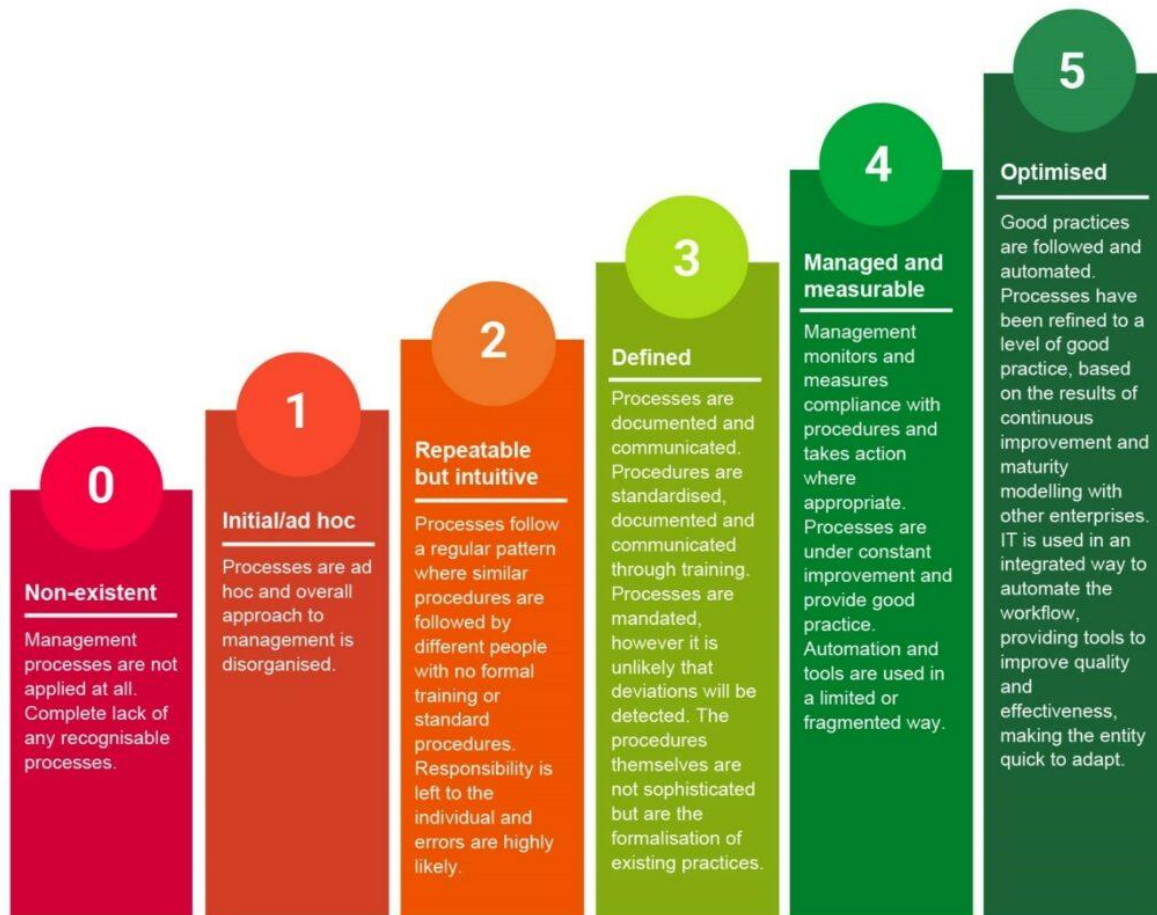 0
Non-existent
Management
processes are not
applied at all.
Complete lack of
any recognisable
processes.
1
Initial/ad hoc
Processes are ad
hoc and overall
approach to
management is
disorganised.
2
Repeatable
but intuitive
Processes follow
a regular pattern
where similar
procedures are
followed by
different people
with no formal
training or
standard
procedures.
Responsibility is
left to the
individual and
errors are highly
likely.
3
Defined
Processes are
documented and
communicated.
Procedures are
standardised,
documented and
communicated
through training.
Processes are
mandated,
however it is
unlikely that
deviations will be
detected. The
procedures
themselves are
not sophisticated
but are the
formalisation of
existing practices.
4
Managed and
measurable
Management
monitors and
measures
compliance with
procedures and
takes action
where
appropriate.
Processes are
under constant
improvement and
provide good
practice.
Automation and
tools are used in
a limited or
fragmented way.
5
Optimised
Good practices
are followed and
automated.
Processes have
been refined to a
level of good
practice, based
on the results of
continuous
improvement and
maturity
modelling with
other enterprises.
IT is used in an
integrated way to
automate the
workflow,
providing tools to
improve quality
and
effectiveness,
making the entity
quick to adapt.